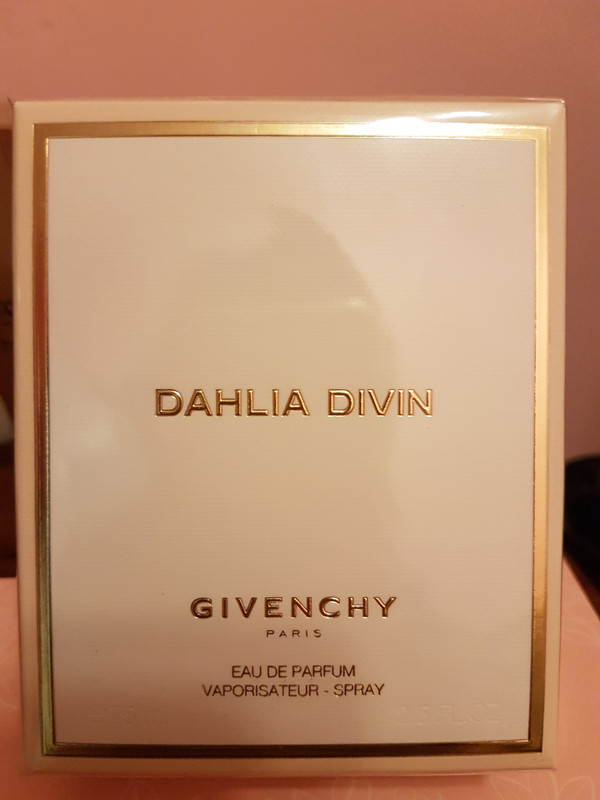 DAHLIA DIVIN
GIVENCHY
PARIS
EAU DE PARFUM
VAPORISATEUR - SPRAY